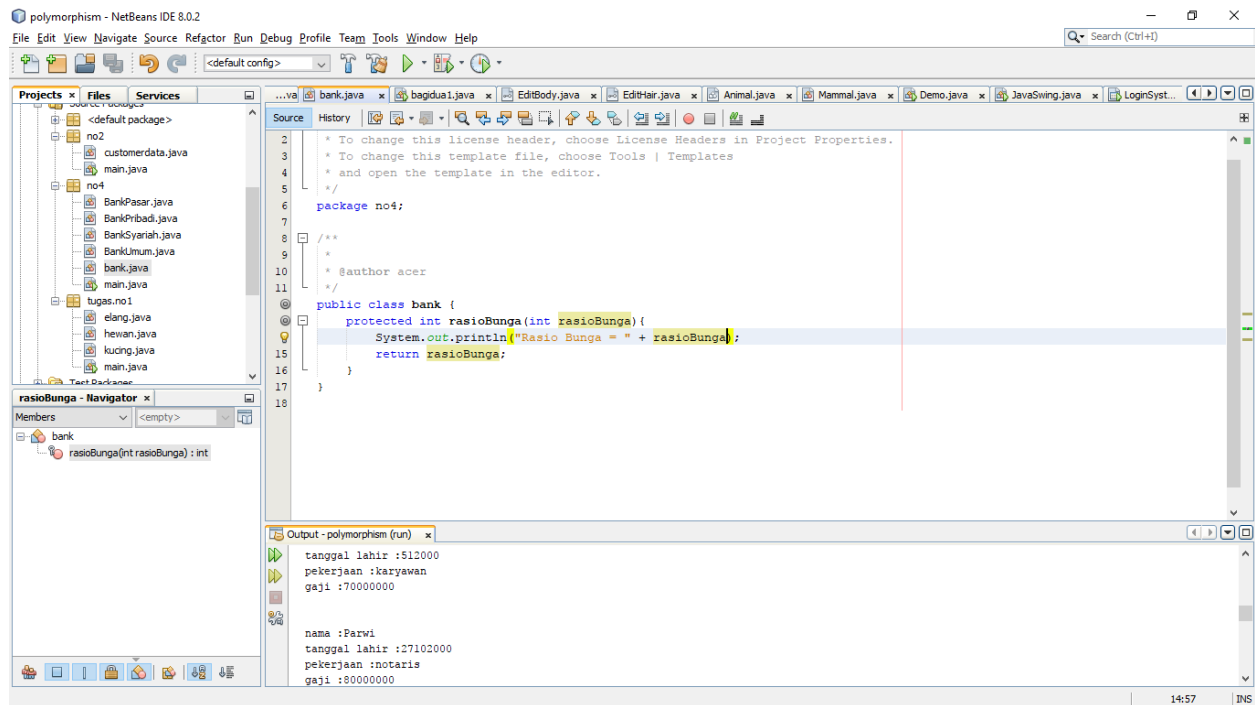 polymorphism - NetBeans IDE 8.0.2
File Edit View Navigate Source Refactor Run Debug Profile Team Tools Window Help
Search (Ctrl+I)
<default config>
Projects Files Services
<default package>
no2
customerdata.java
main.java
no4
BankPasar.java
BankPribadi.java
BankSyariah.java
BankUmum.java
bank.java
main.java
tugas.no1
elang.java
hewan.java
kucing.java
main.java
Test Packages
rasioBunga - Navigator
Members <empty>
bank
rasioBunga(int rasioBunga) : int
...va bank.java bagidua1.java EditBody.java EditHair.java Animal.java Mammal.java Demo.java JavaSwing.java LoginSyst...
Source History
2 * To change this license header, choose License Headers in Project Properties.
3 * To change this template file, choose Tools | Templates
4 * and open the template in the editor.
5 */
6 package no4;
7
8 /**
9 *
10 * @author acer
11 */
public class bank {
protected int rasioBunga(int rasioBunga){
System.out.println("Rasio Bunga = " + rasioBunga);
15 return rasioBunga;
16 }
17 }
18
Output - polymorphism (run)
tanggal lahir :512000
pekerjaan :karyawan
gaji :70000000
nama :Parwi
tanggal lahir :27102000
pekerjaan :notaris
gaji :80000000
14:57 INS